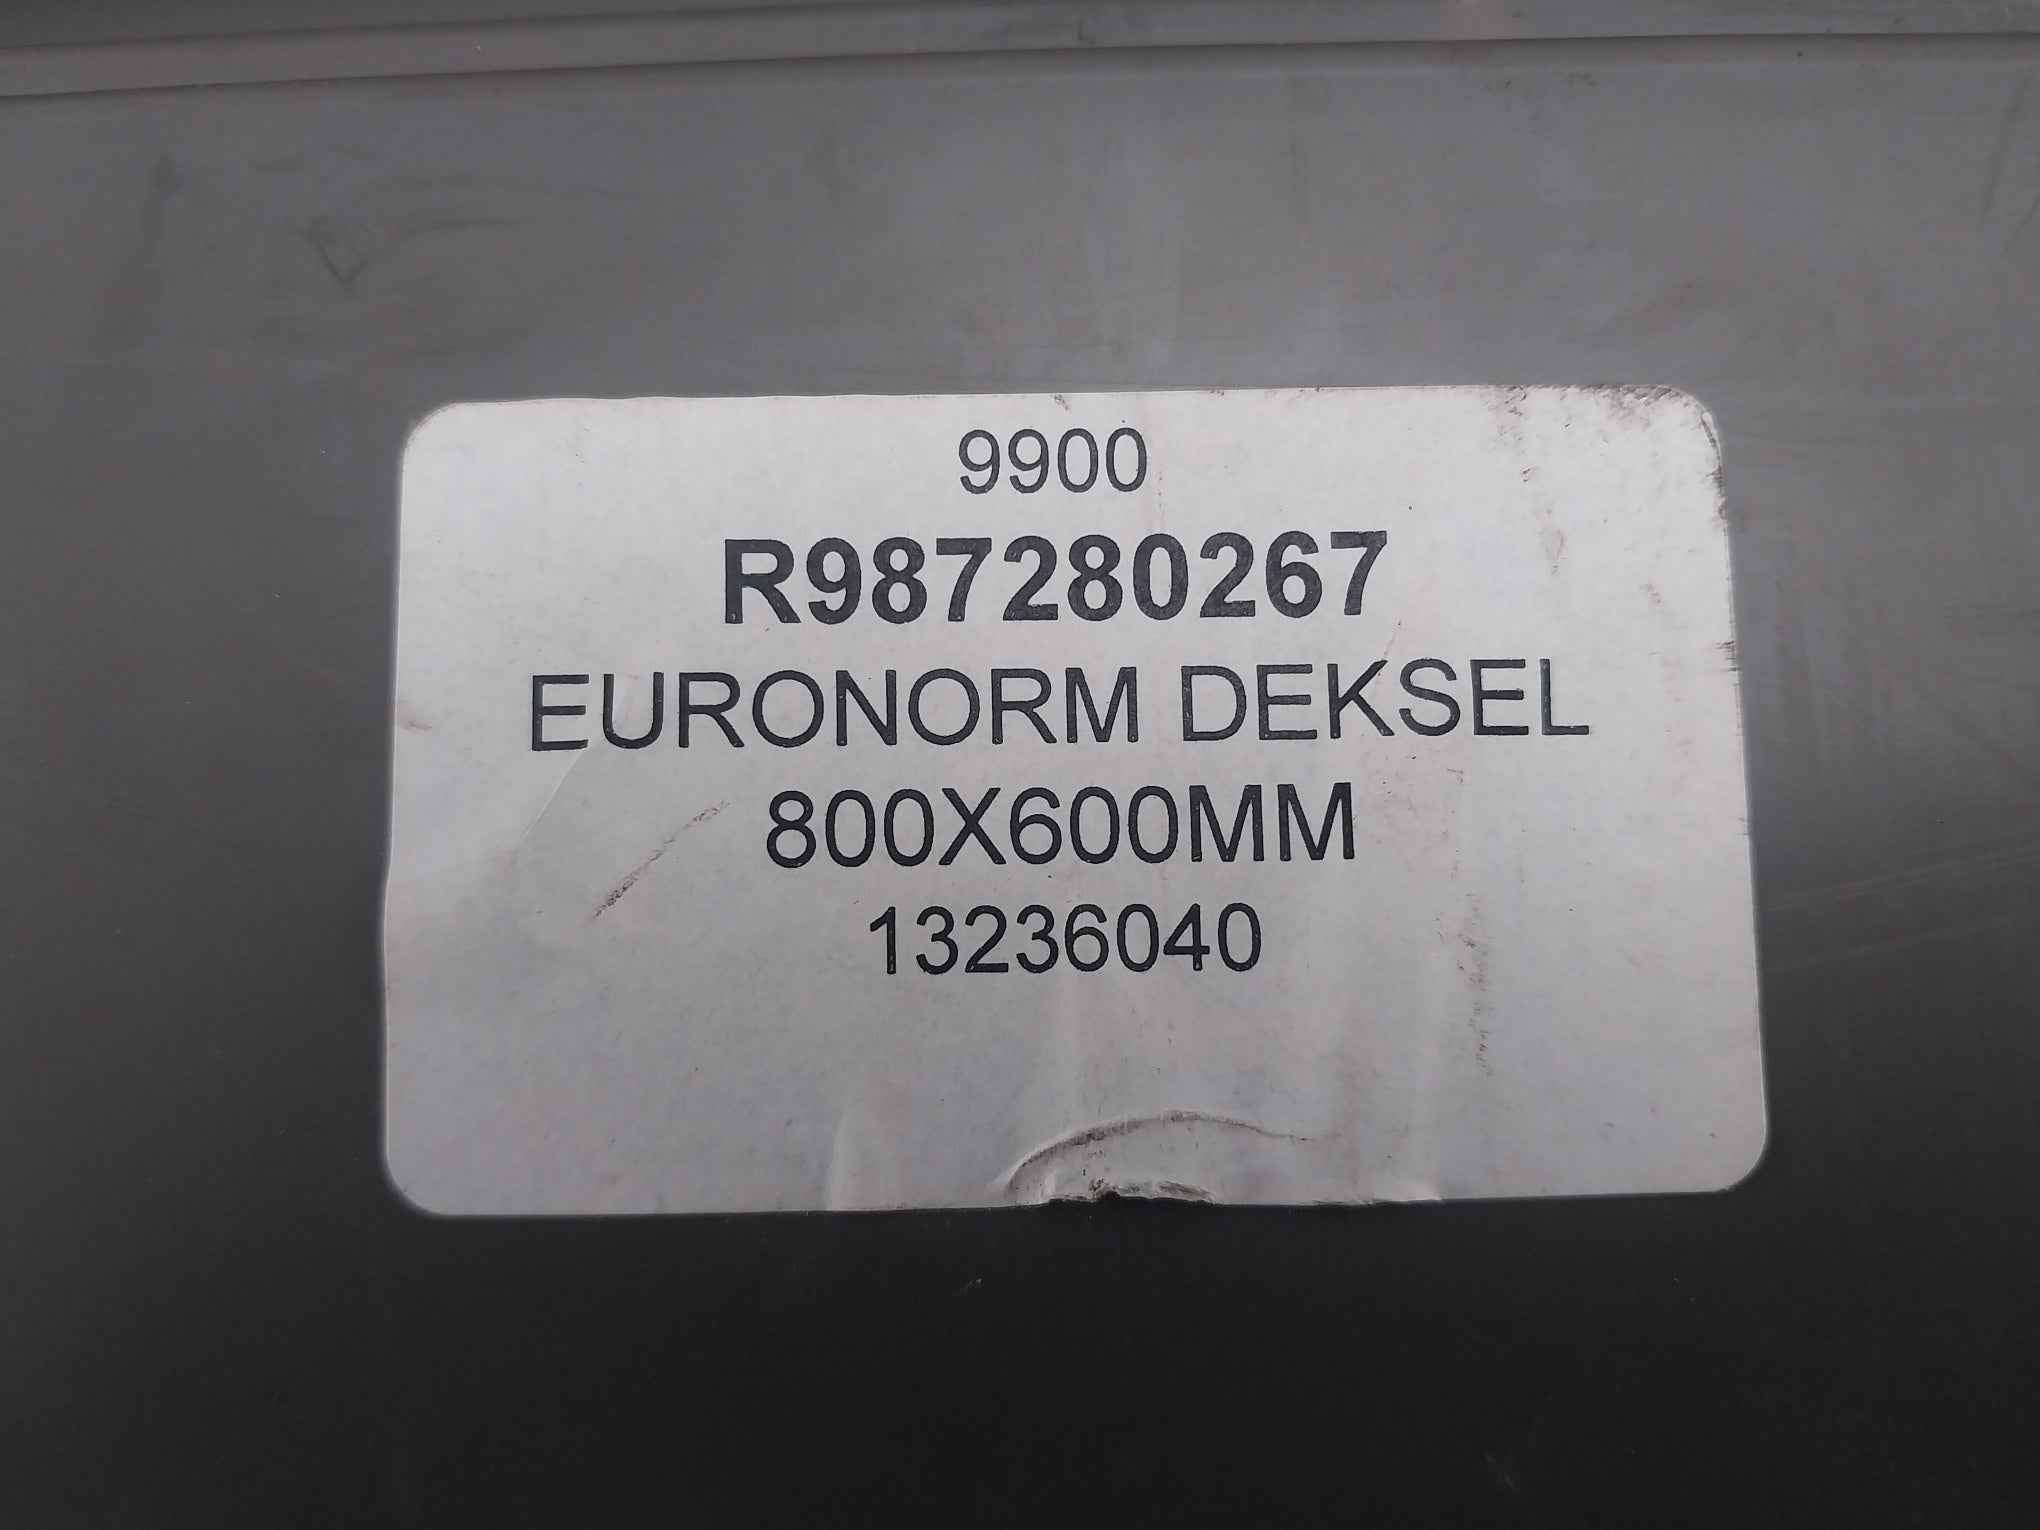 9900
R987280267
EURONORM DEKSEL
800X600MM
13236040